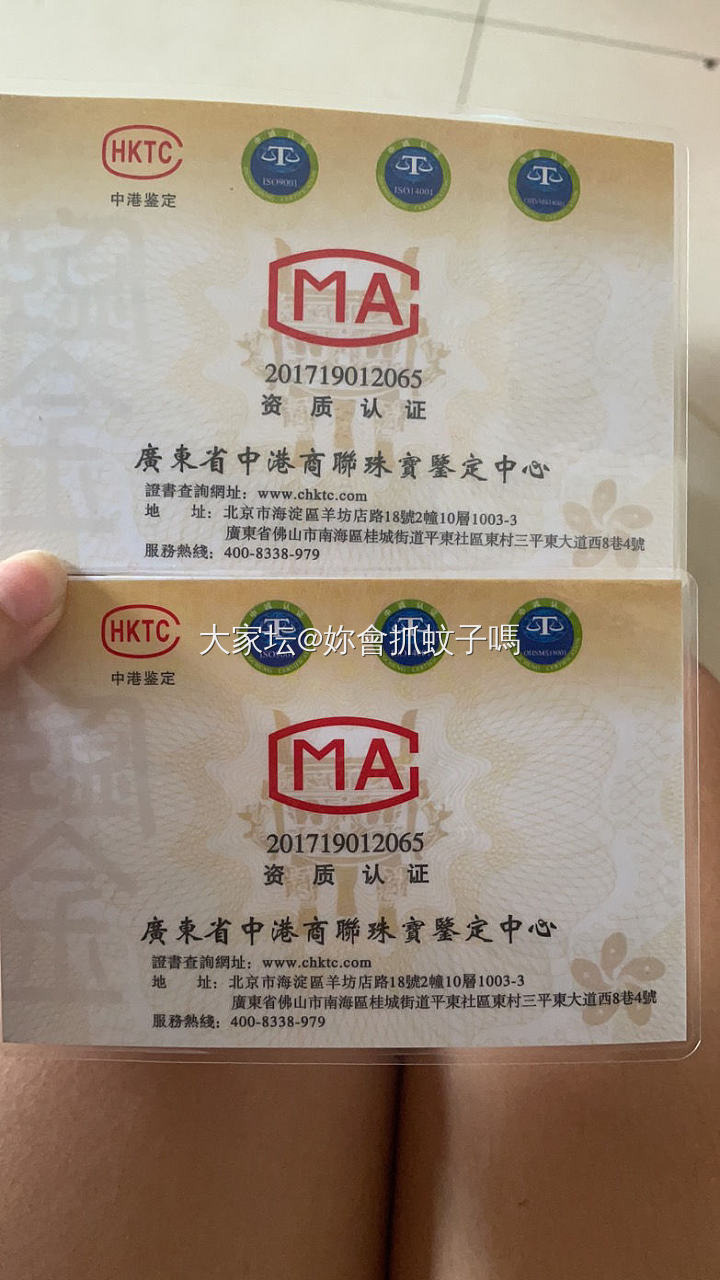 HKTC
中港鉴定
ISO9001
ISO14001
MA
201719012065
资质认证
廣東省中港商聯珠寶鑒定中心
證書查詢網址：www.chktc.com
地 址：北京市海淀區羊坊店路18號2幢10層1003-3
廣東省佛山市南海區桂城街道平東社區東村三平東大道西8巷4號
服務熱綫：400-8338-979
HKTC
中港鉴定
大家坛@妳會抓蚊子嗎
MA
201719012065
资质认证
廣東省中港商聯珠寶鑒定中心
證書查詢網址：www.chktc.com
地 址：北京市海淀區羊坊店路18號2幢10層1003-3
廣東省佛山市南海區桂城街道平東社區東村三平東大道西8巷4號
服務熱綫：400-8338-979